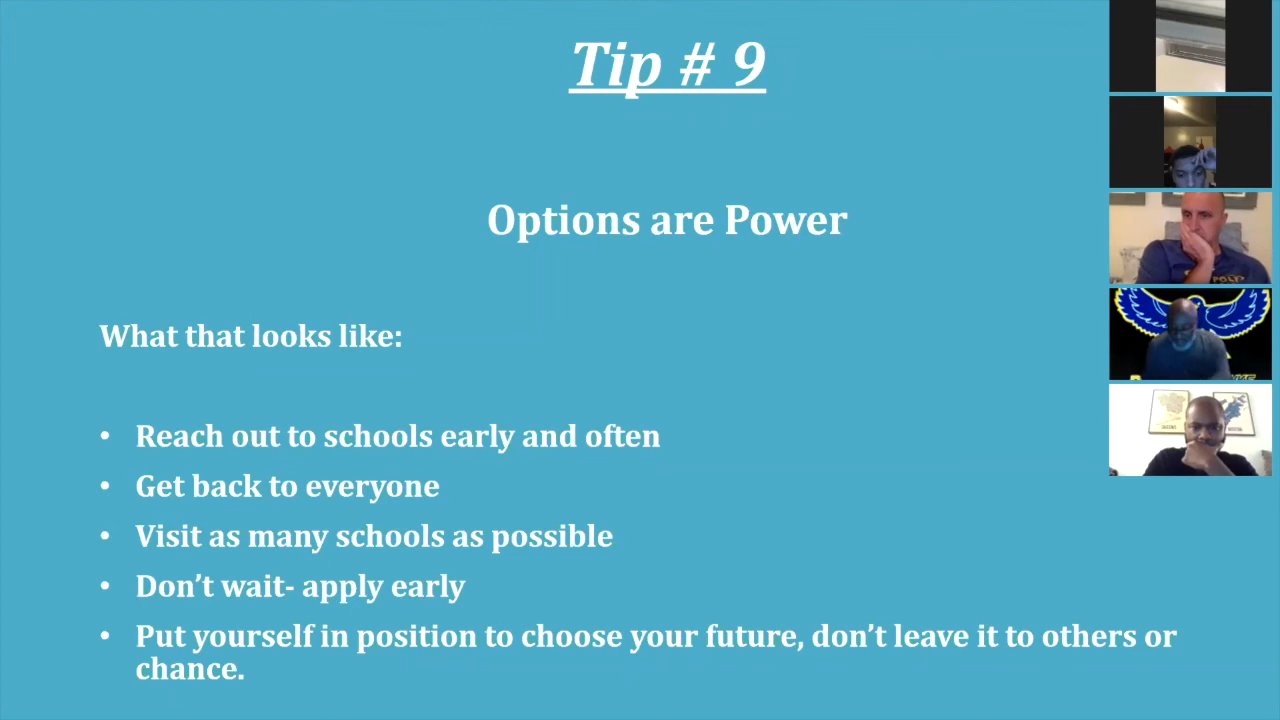 Tip # 9
Options are Power
What that looks like:
• Reach out to schools early and often
• Get back to everyone
• Visit as many schools as possible
• Don’t wait- apply early
• Put yourself in position to choose your future, don’t leave it to others or
chance.
POLY